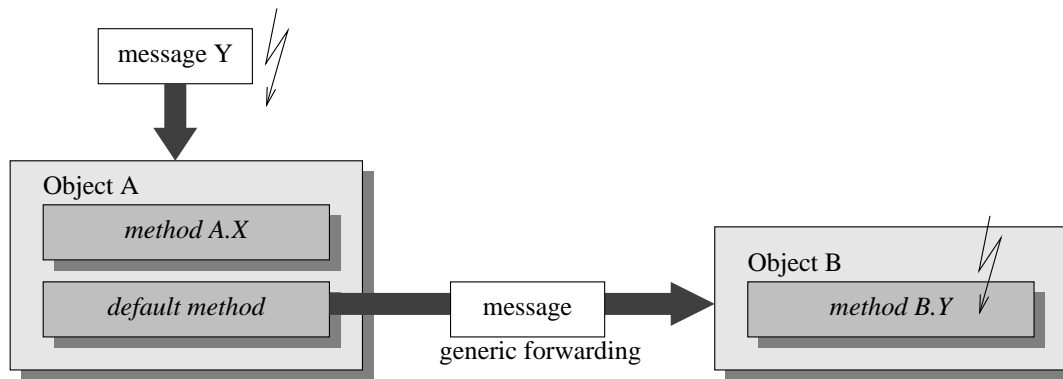 message Y
Object A
method A.X
default method
message
generic forwarding
Object B
method B.Y